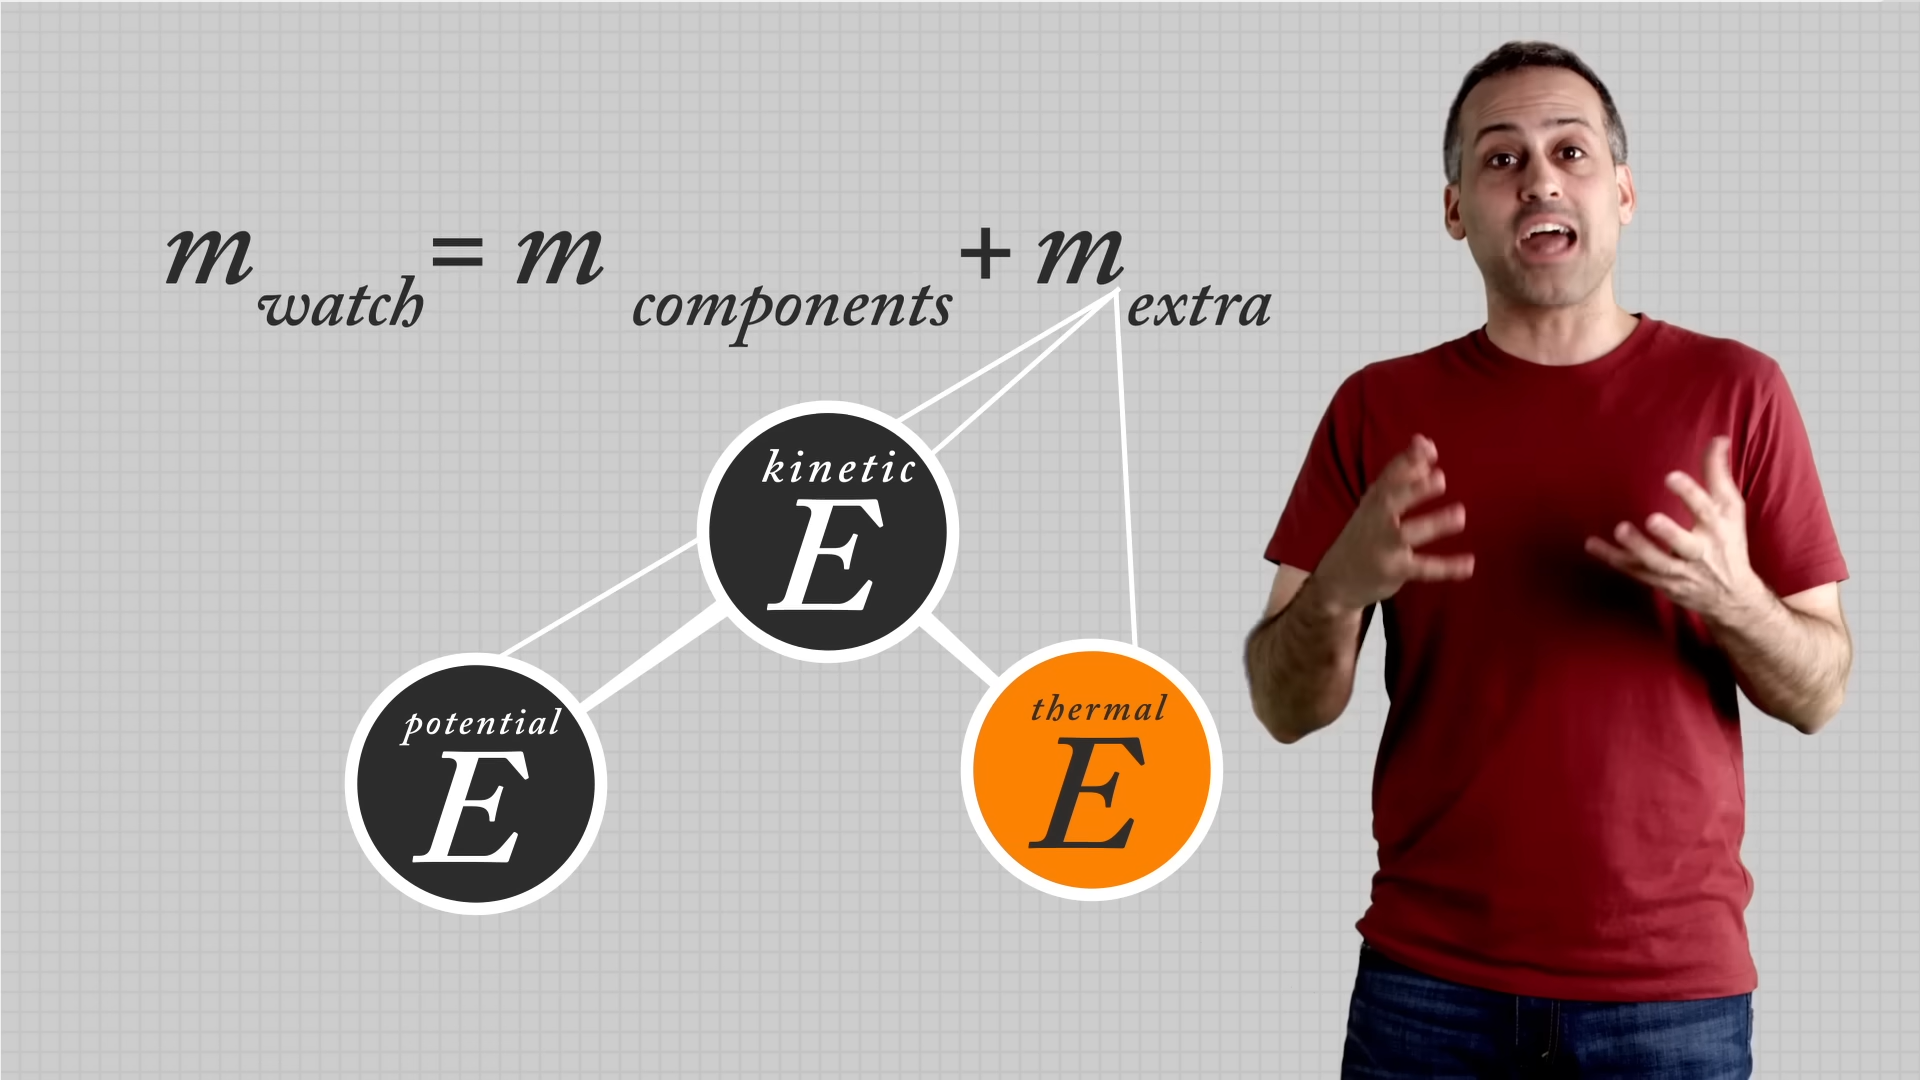 m watch = m components + m extra
kinetic
E
potential
E
thermal
E